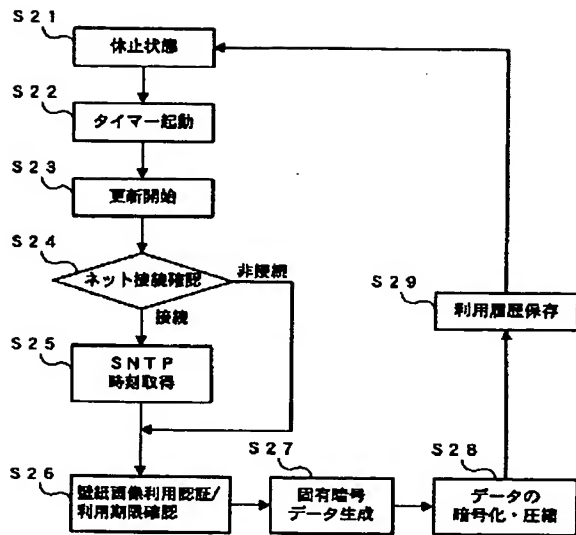 S21
休止状態
S22
タイマー起動
S23
更新開始
S24
ネット接続確認
非接続
接続
S25
SNTP
時刻取得
S26
壁紙画像利用認証/
利用期限確認
S27
固有暗号
データ生成
S28
データの
暗号化・圧縮
S29
利用履歴保存